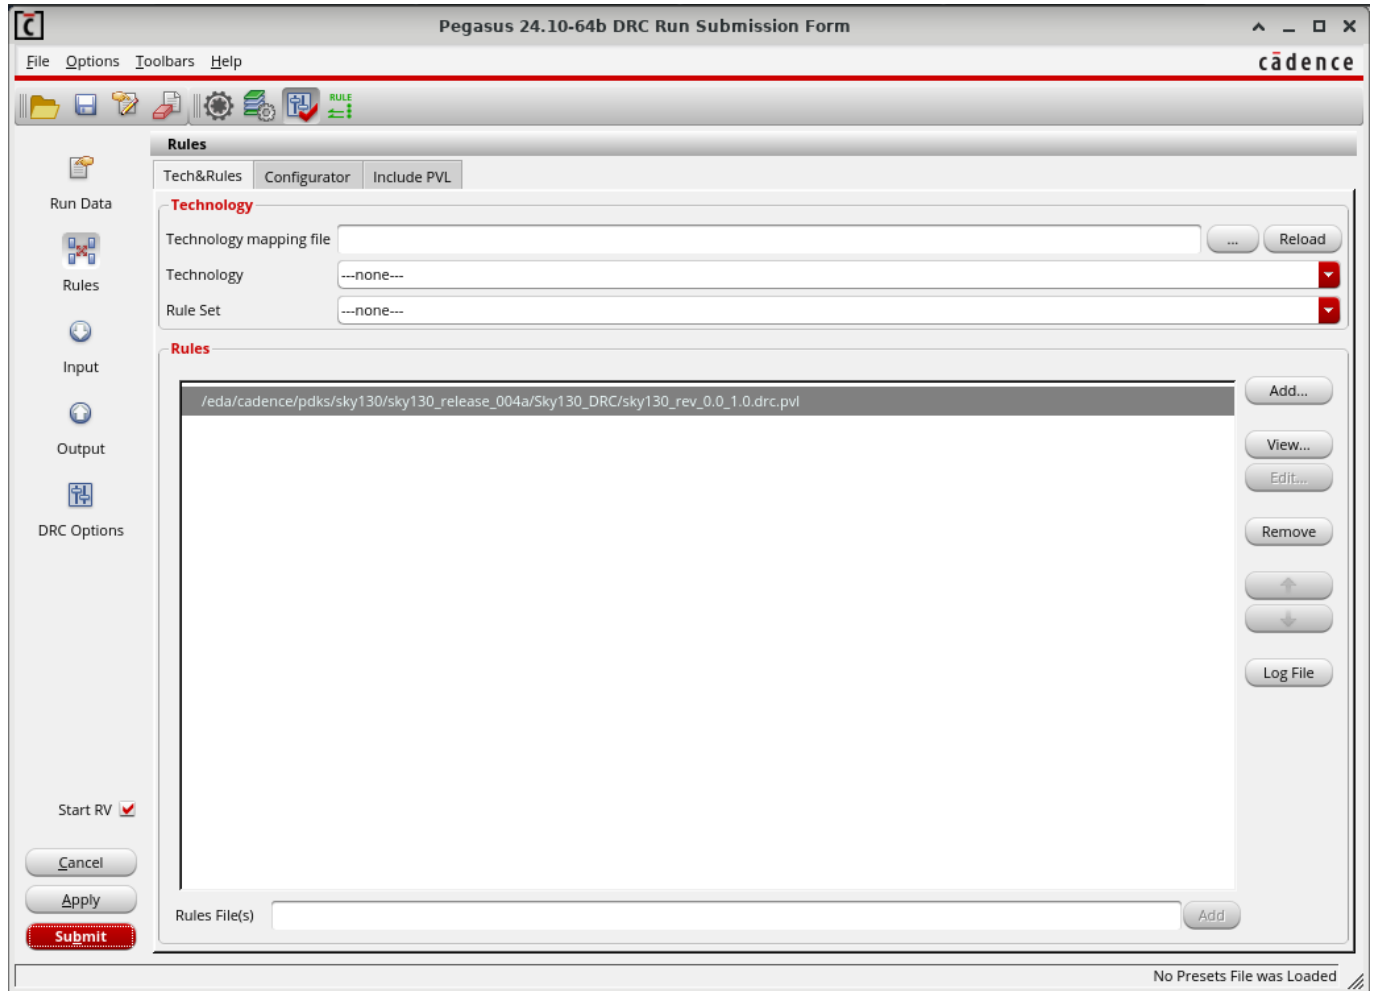 Pegasus 24.10-64b DRC Run Submission Form
File Options Toolbars Help
cādence
RULE
Rules
Tech&Rules Configurator Include PVL
Run Data
Rules
Input
Output
DRC Options
Technology
Technology mapping file ... Reload
Technology ---none---
Rule Set ---none---
Rules
/eda/cadence/pdks/sky130/sky130_release_004a/Sky130_DRC/sky130_rev_0.0_1.0.drc.pvl
Add...
View...
Edit...
Remove
Log File
Start RV
Cancel
Apply
Submit
Rules File(s) Add
No Presets File was Loaded